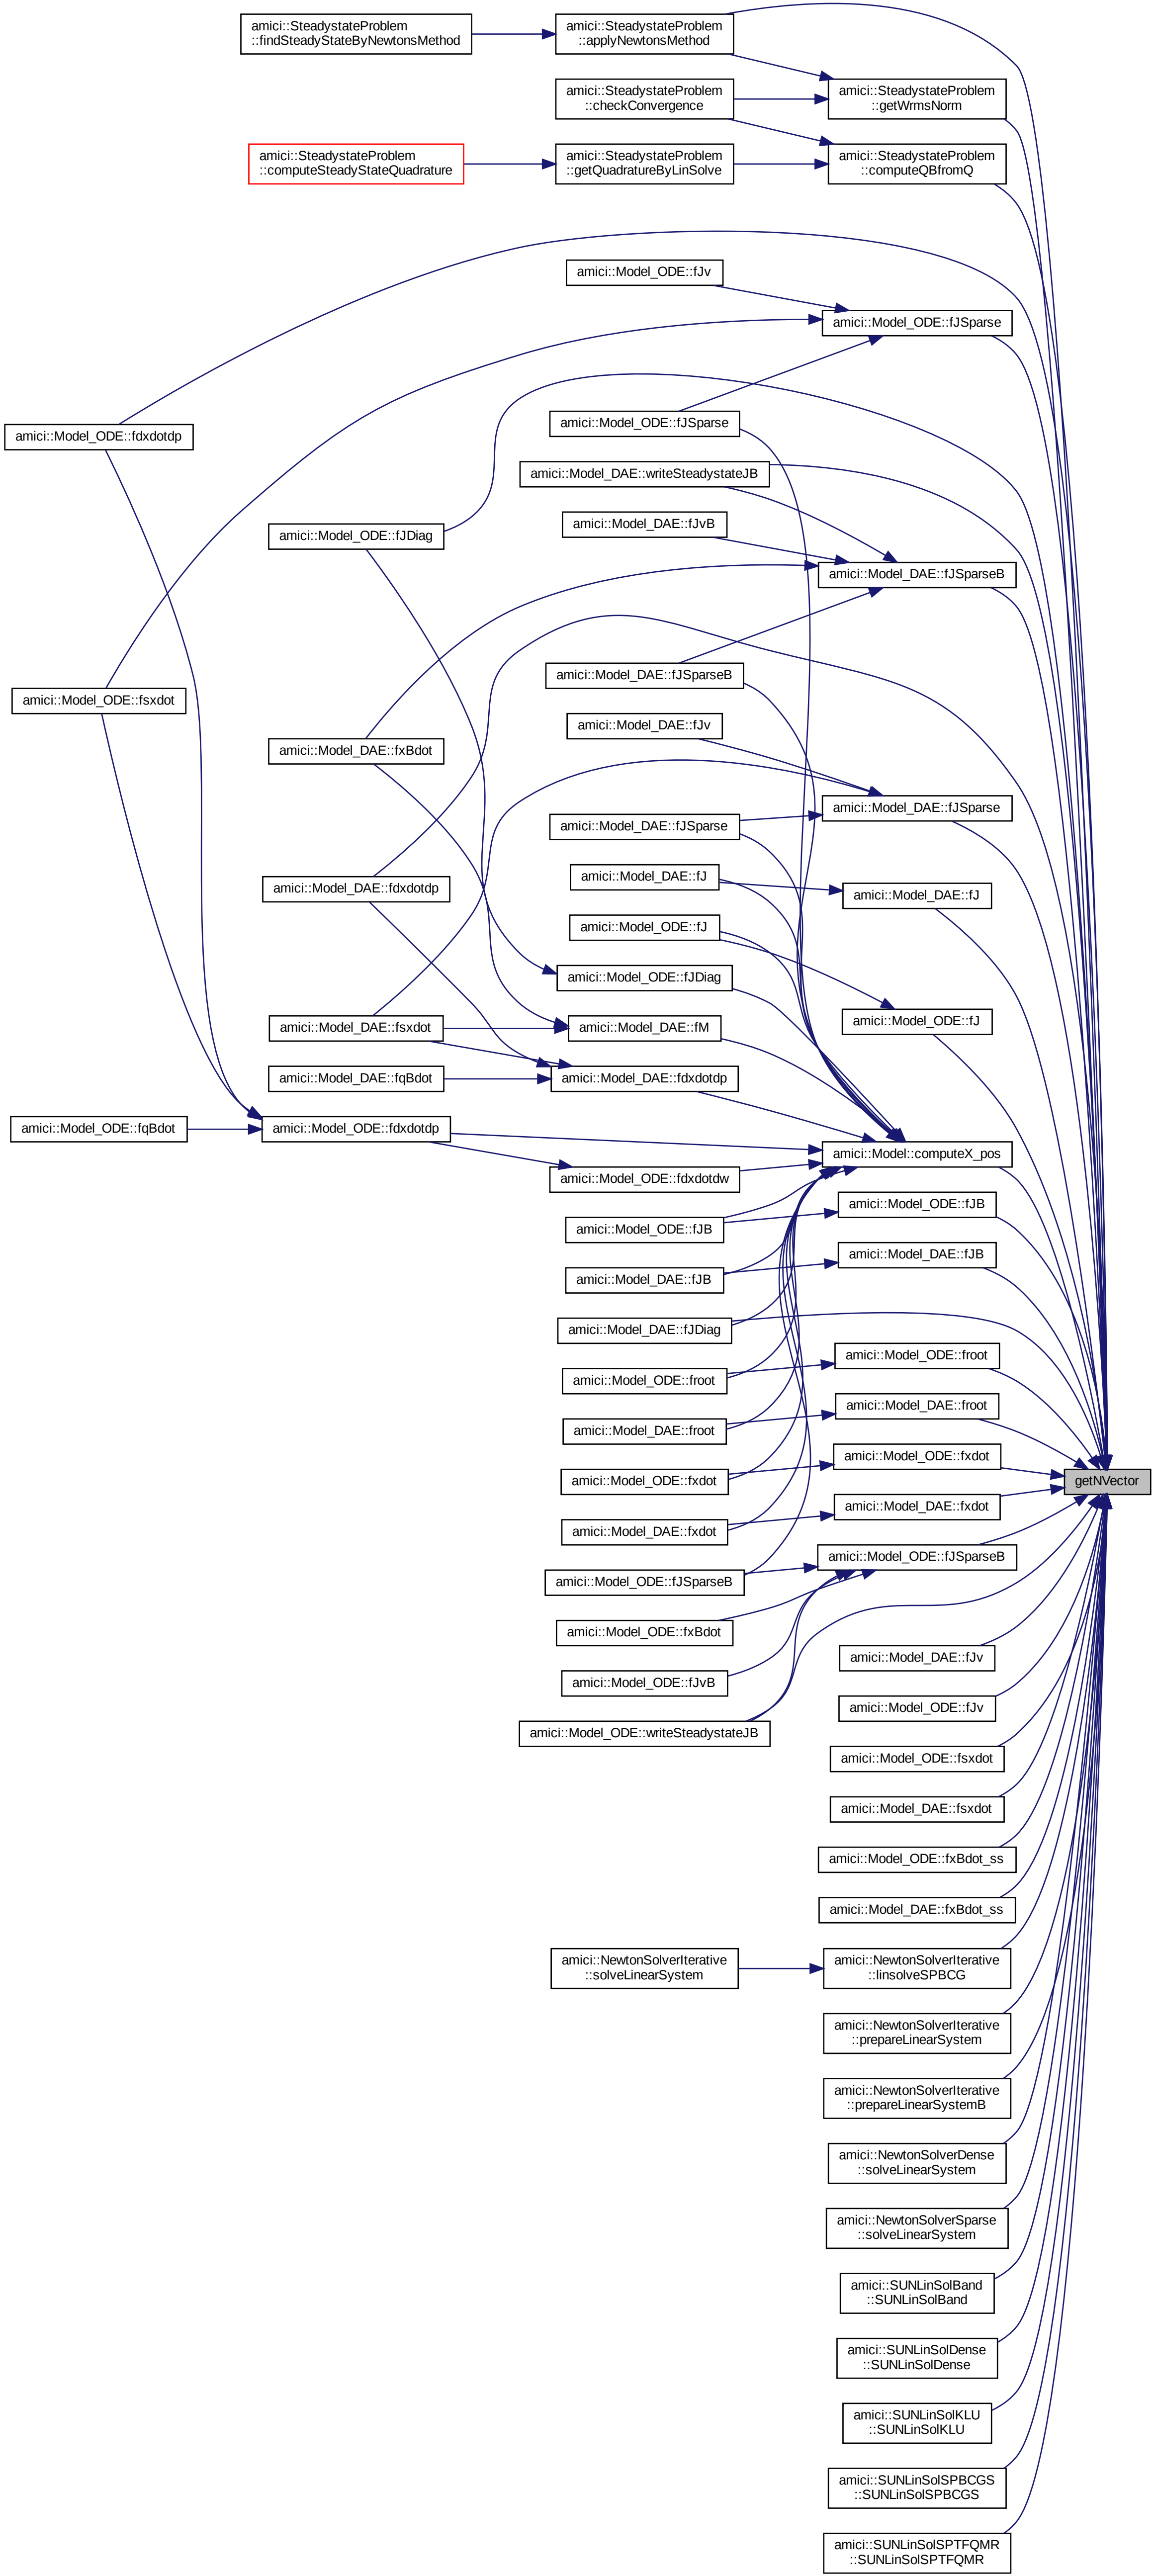 amici::SteadystateProblem
::findSteadyStateByNewtonsMethod
amici::SteadystateProblem
::applyNewtonsMethod
amici::SteadystateProblem
::checkConvergence
amici::SteadystateProblem
::getWrmsNorm
amici::SteadystateProblem
::computeSteadyStateQuadrature
amici::SteadystateProblem
::getQuadratureByLinSolve
amici::SteadystateProblem
::computeQBfromQ
amici::Model_ODE::fJv
amici::Model_ODE::fJSparse
amici::Model_ODE::fJSparse
amici::Model_ODE::fdxdotdp
amici::Model_DAE::writeSteadystateJB
amici::Model_DAE::fJvB
amici::Model_ODE::fJDiag
amici::Model_DAE::fJSparseB
amici::Model_DAE::fJSparseB
amici::Model_ODE::fsxdot
amici::Model_DAE::fJv
amici::Model_DAE::fxBdot
amici::Model_DAE::fJSparse
amici::Model_DAE::fJSparse
amici::Model_DAE::fJ
amici::Model_DAE::fdxdotdp
amici::Model_DAE::fJ
amici::Model_ODE::fJ
amici::Model_ODE::fJDiag
amici::Model_ODE::fJ
amici::Model_DAE::fsxdot
amici::Model_DAE::fM
amici::Model_DAE::fqBdot
amici::Model_DAE::fdxdotdp
amici::Model_ODE::fqBdot
amici::Model_ODE::fdxdotdp
amici::Model::computeX_pos
amici::Model_ODE::fdxdotdw
amici::Model_ODE::fJB
amici::Model_ODE::fJB
amici::Model_DAE::fJB
amici::Model_DAE::fJB
amici::Model_DAE::fJDiag
amici::Model_ODE::froot
amici::Model_ODE::froot
amici::Model_DAE::froot
amici::Model_DAE::froot
amici::Model_ODE::fxdot
amici::Model_ODE::fxdot
getNVector
amici::Model_DAE::fxdot
amici::Model_DAE::fxdot
amici::Model_ODE::fJSparseB
amici::Model_ODE::fJSparseB
amici::Model_ODE::fxBdot
amici::Model_DAE::fJv
amici::Model_ODE::fJvB
amici::Model_ODE::fJv
amici::Model_ODE::writeSteadystateJB
amici::Model_ODE::fsxdot
amici::Model_DAE::fsxdot
amici::Model_ODE::fxBdot_ss
amici::Model_DAE::fxBdot_ss
amici::NewtonSolverIterative
::solveLinearSystem
amici::NewtonSolverIterative
::linsolveSPBCG
amici::NewtonSolverIterative
::prepareLinearSystem
amici::NewtonSolverIterative
::prepareLinearSystemB
amici::NewtonSolverDense
::solveLinearSystem
amici::NewtonSolverSparse
::solveLinearSystem
amici::SUNLinSolBand
::SUNLinSolBand
amici::SUNLinSolDense
::SUNLinSolDense
amici::SUNLinSolKLU
::SUNLinSolKLU
amici::SUNLinSolSPBCGS
::SUNLinSolSPBCGS
amici::SUNLinSolSPTFQMR
::SUNLinSolSPTFQMR